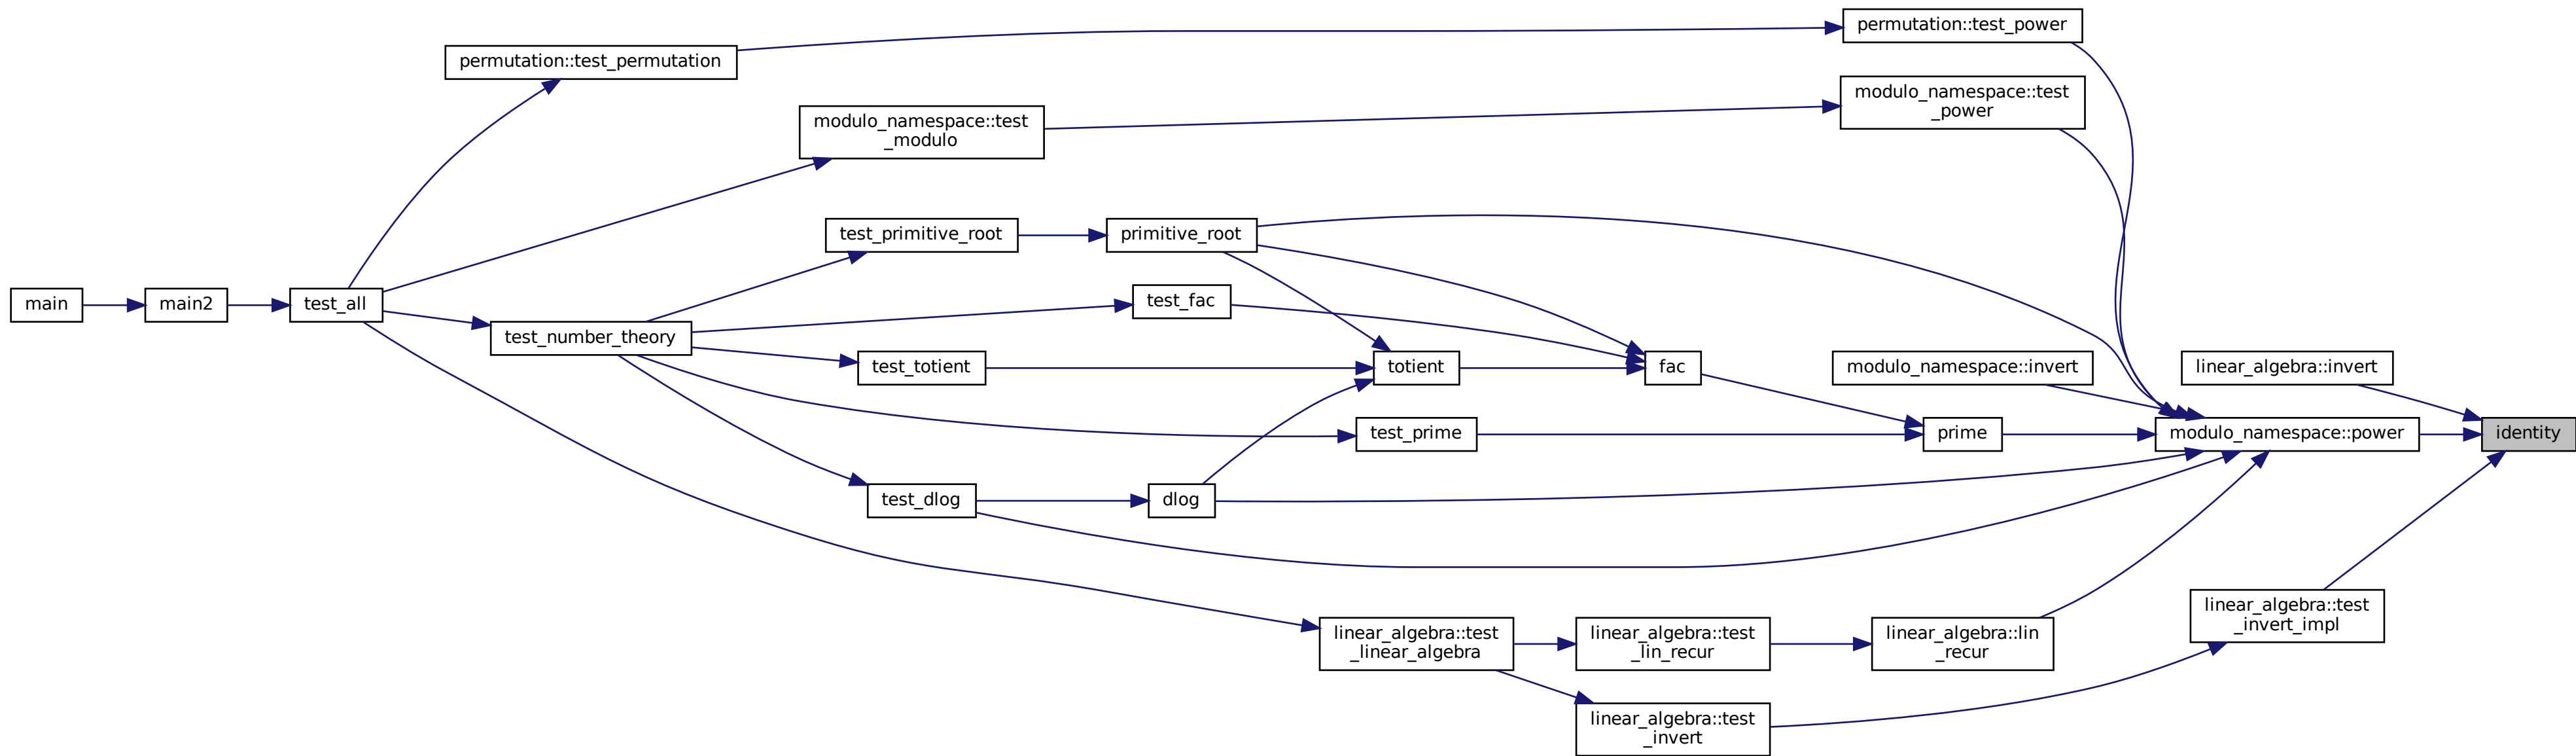 permutation::test_power
permutation::test_permutation
modulo_namespace::test
_power
modulo_namespace::test
_modulo
test_primitive_root
primitive_root
main
main2
test_all
test_fac
test_number_theory
test_totient
totient
fac
modulo_namespace::invert
linear_algebra::invert
test_prime
prime
modulo_namespace::power
identity
test_dlog
dlog
linear_algebra::test
_invert_impl
linear_algebra::test
_linear_algebra
linear_algebra::test
_lin_recur
linear_algebra::lin
_recur
linear_algebra::test
_invert